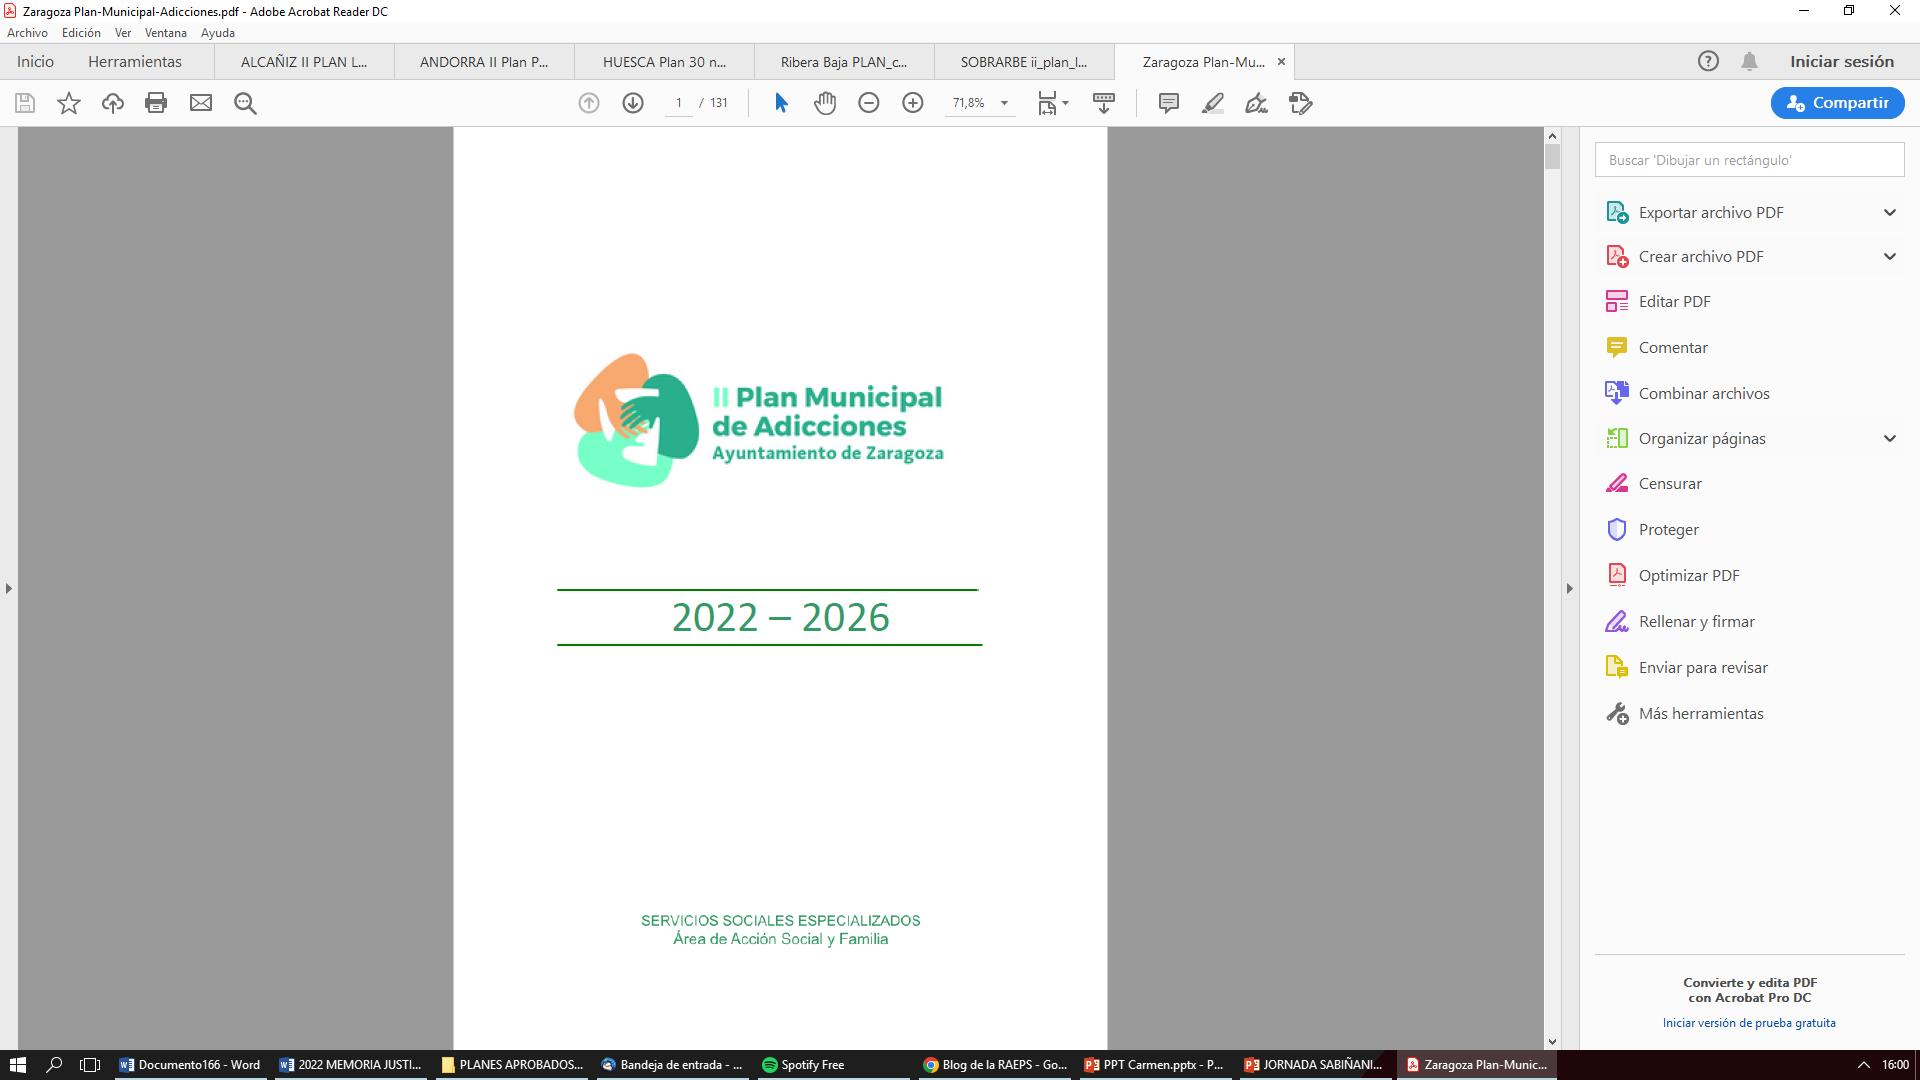 Zaragoza Plan-Municipal-Adicciones.pdf - Adobe Acrobat Reader DC
Archivo Edición Ver Ventana Ayuda
Inicio Herramientas ALCAÑIZ II PLAN L... ANDORRA II Plan P... HUESCA Plan 30 n... Ribera Baja PLAN_c... SOBRARBE ii_plan_l... Zaragoza Plan-Mu... × Iniciar sesión
1 / 131 71,8% Compartir
Buscar 'Dibujar un rectángulo'
Exportar archivo PDF
Crear archivo PDF
Editar PDF
Comentar
Combinar archivos
Organizar páginas
Censurar
Proteger
Optimizar PDF
Rellenar y firmar
Enviar para revisar
Más herramientas
II Plan Municipal
de Adicciones
Ayuntamiento de Zaragoza
2022 – 2026
SERVICIOS SOCIALES ESPECIALIZADOS
Área de Acción Social y Familia
Convierte y edita PDF
con Acrobat Pro DC
Iniciar versión de prueba gratuita
Documento166 - Word 2022 MEMORIA JUSTI... PLANES APROBADOS... Bandeja de entrada - ... Spotify Free Blog de la RAEPS - Go... PPT Carmen.pptx - P... JORNADA SABIÑANI... Zaragoza Plan-Munic... 16:00